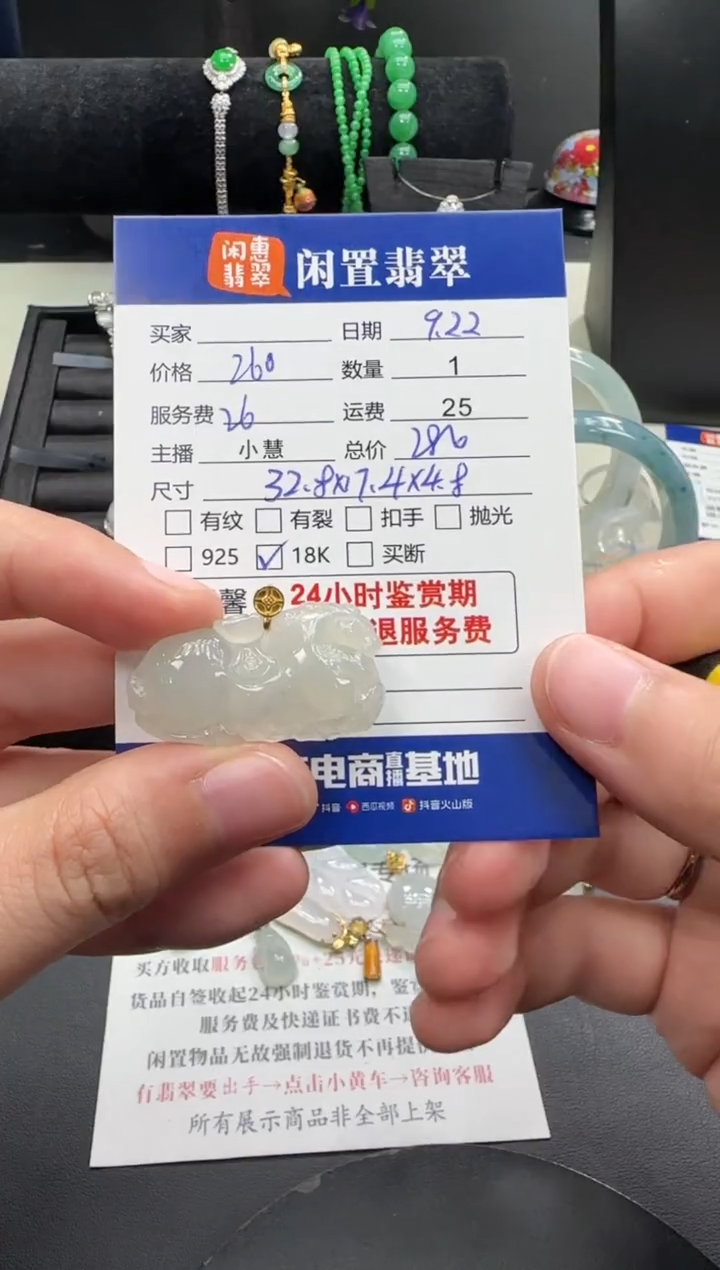 闲惠
翡翠
闲置翡翠
买家 日期 9.22
价格 260 数量 1
服务费 26 运费 25
主播 小慧 总价 286
尺寸 32.8x17.4x4.8
有纹 有裂 扣手 抛光
925 ☑ 18K 买断
馨 24小时鉴赏期
退服务费
电商直播基地
抖音 西瓜视频 抖音火山版
买方收取服务
货品自签收起24小时鉴赏期，鉴
服务费及快递证书费不
闲置物品无故强制退货不再提
有翡翠要出手→点击小黄车→咨询客服
所有展示商品非全部上架